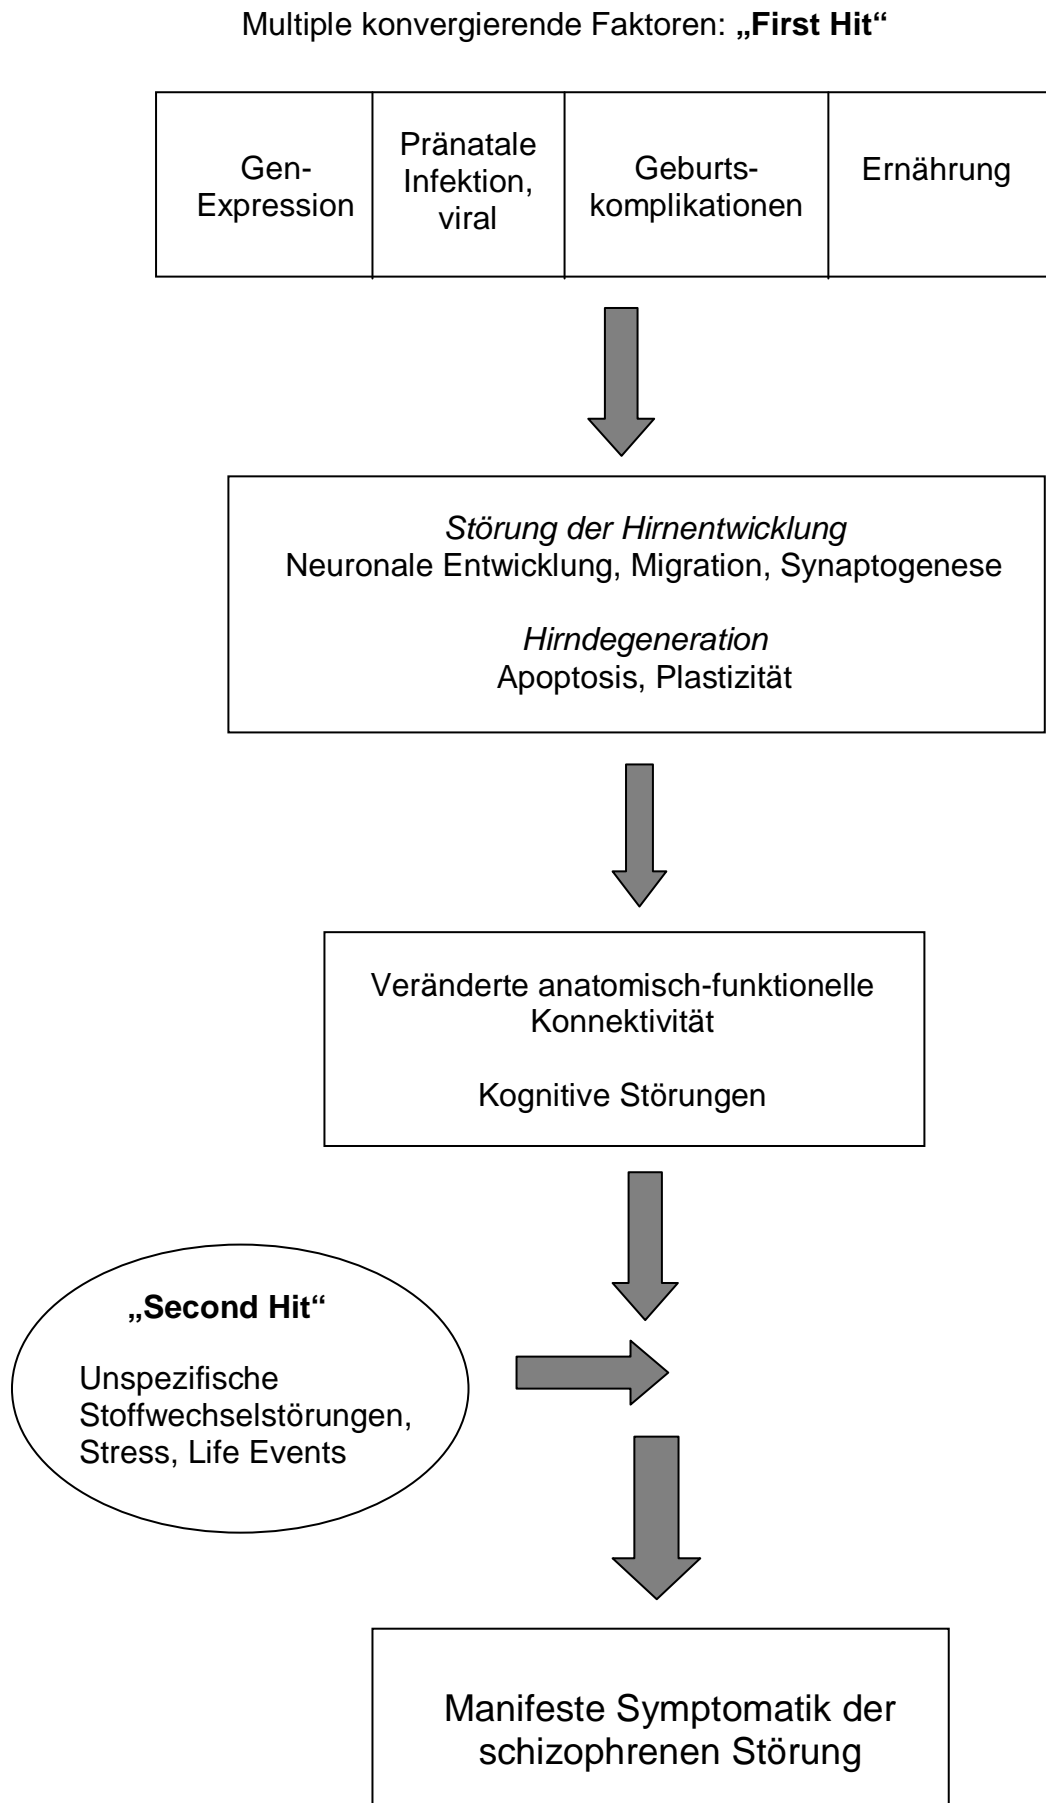 Multiple konvergierende Faktoren: „First Hit“
Gen-
Expression
Pränatale
Infektion,
viral
Geburts-
komplikationen
Ernährung
Störung der Hirnentwicklung
Neuronale Entwicklung, Migration, Synaptogenese
Hirndegeneration
Apoptosis, Plastizität
Veränderte anatomisch-funktionelle
Konnektivität
Kognitive Störungen
„Second Hit“
Unspezifische
Stoffwechselstörungen,
Stress, Life Events
Manifeste Symptomatik der
schizophrenen Störung